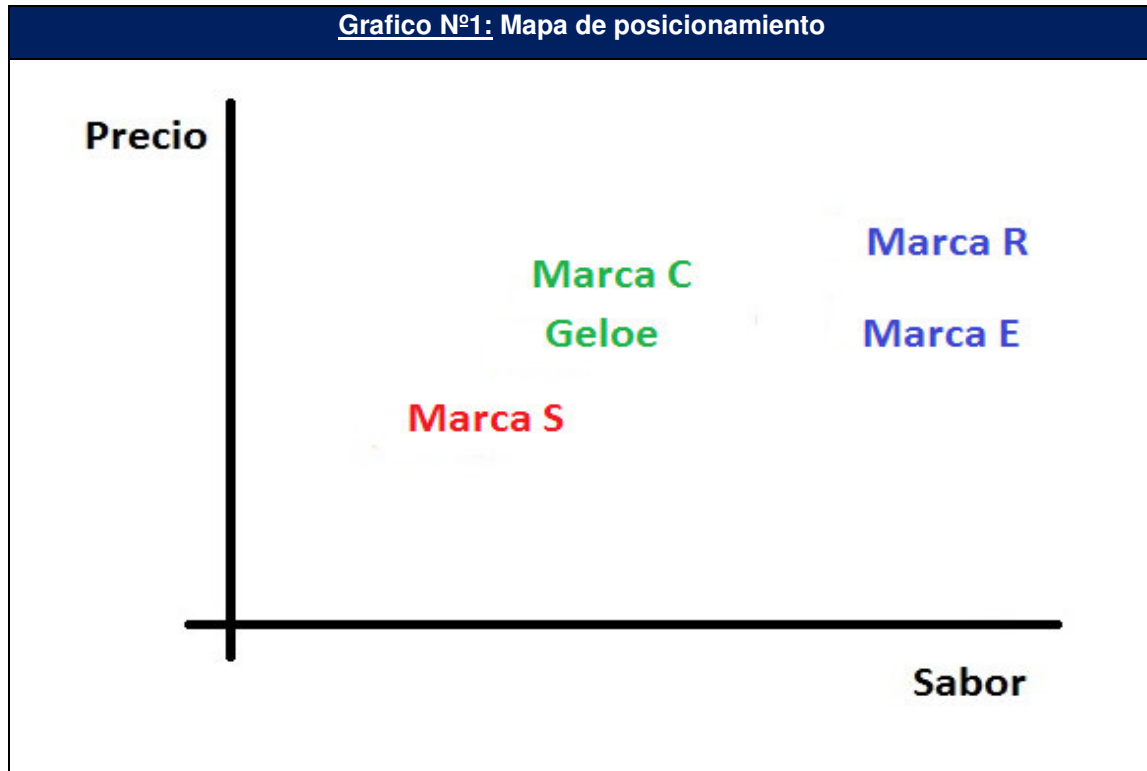 Grafico Nº1: Mapa de posicionamiento
Precio
Marca R
Marca C
Geloe
Marca E
Marca S
Sabor